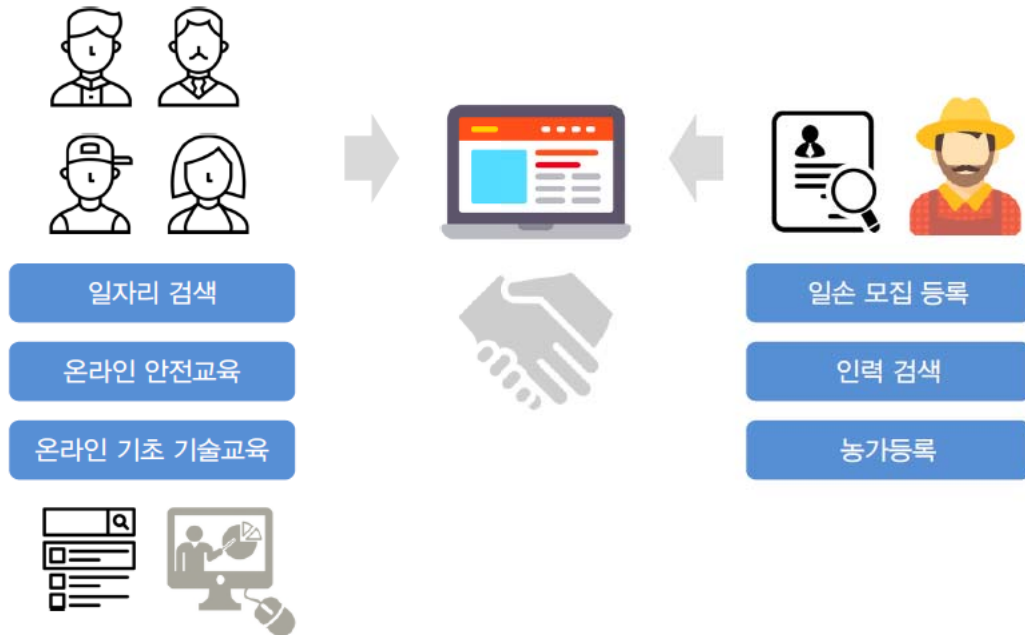 일자리 검색
온라인 안전교육
온라인 기초 기술교육
일손 모집 등록
인력 검색
농가등록